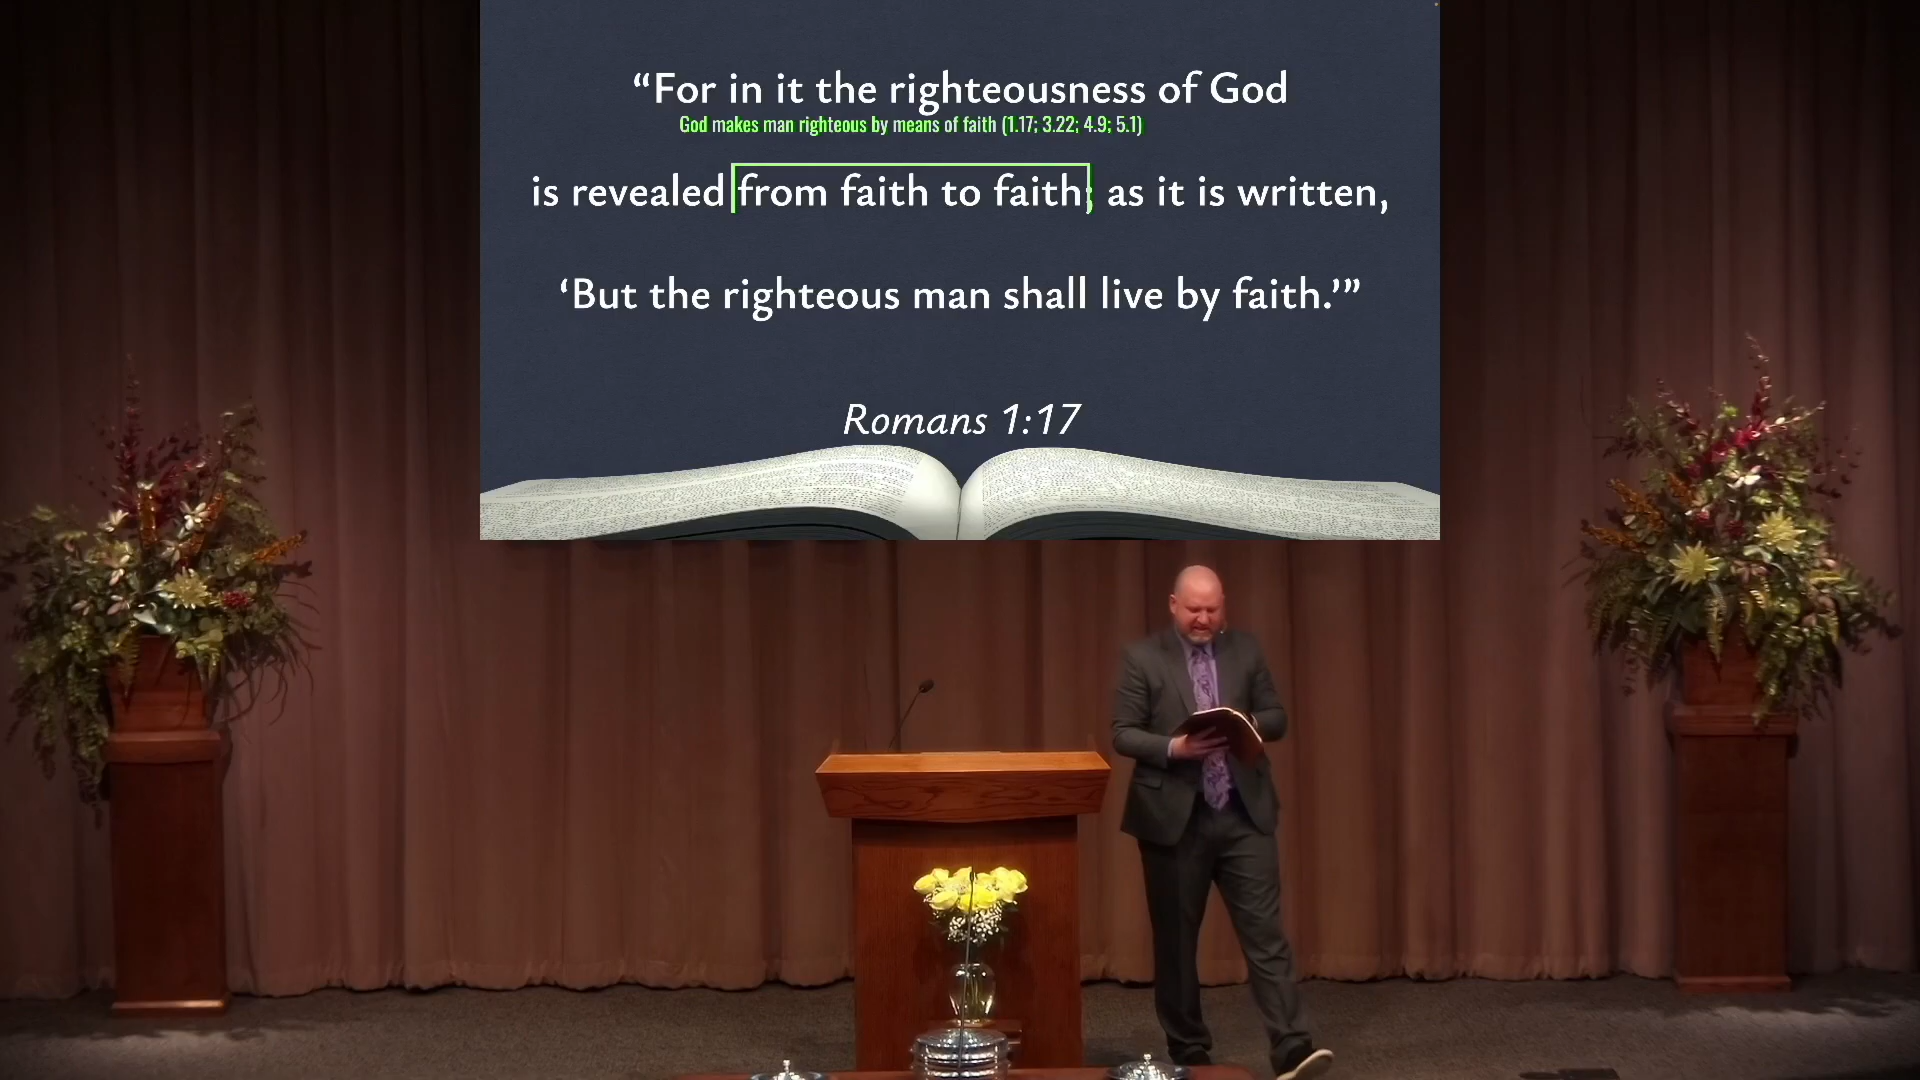 “For in it the righteousness of God
God makes man righteous by means of faith (1.17; 3.22; 4.9; 5.1)
is revealed from faith to faith; as it is written,
‘But the righteous man shall live by faith.’”
Romans 1:17